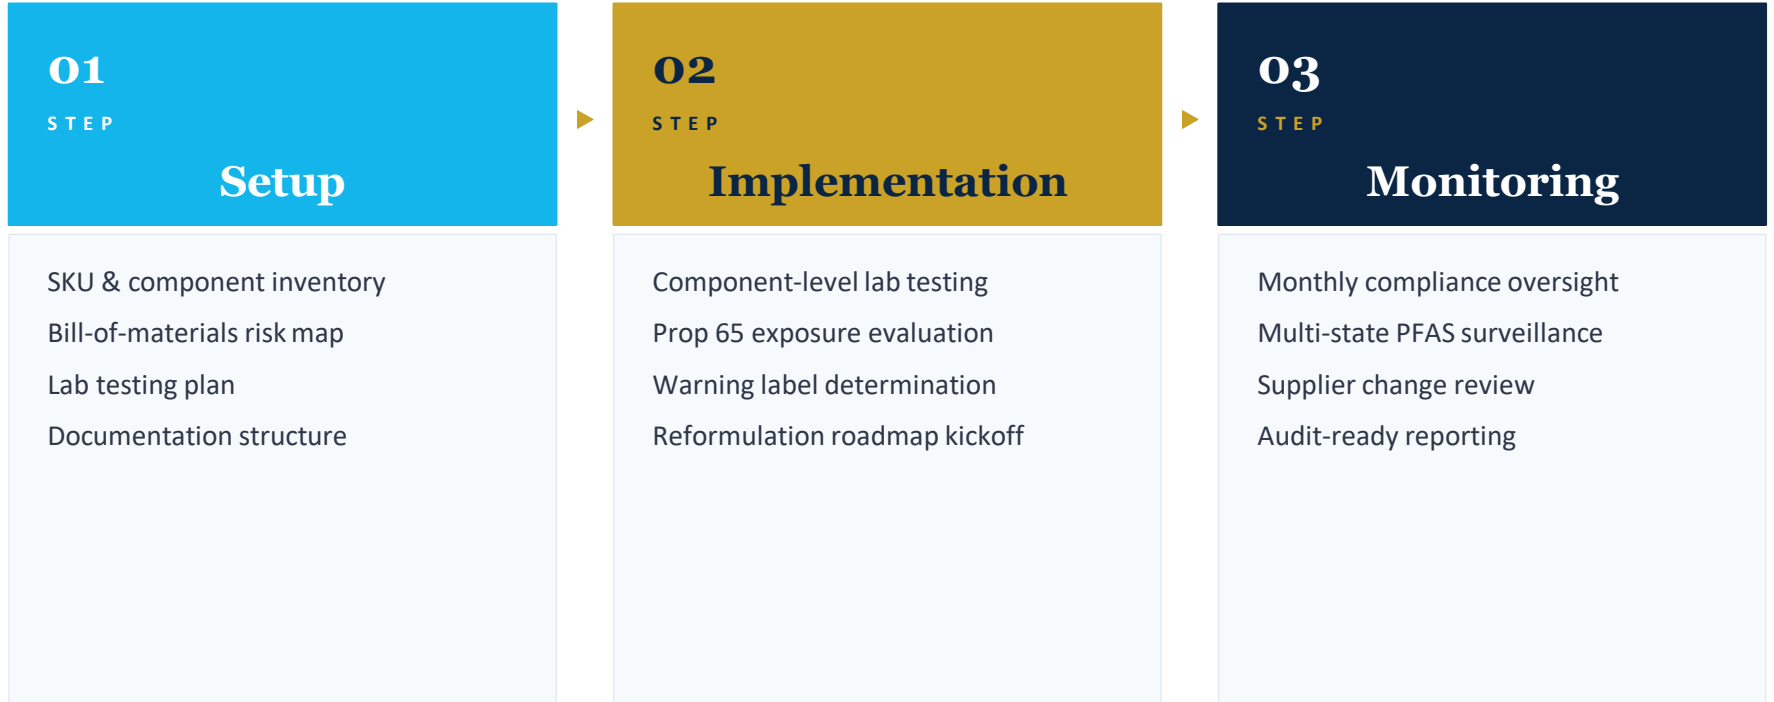 01
STEP
Setup
SKU & component inventory
Bill-of-materials risk map
Lab testing plan
Documentation structure
02
STEP
Implementation
Component-level lab testing
Prop 65 exposure evaluation
Warning label determination
Reformulation roadmap kickoff
03
STEP
Monitoring
Monthly compliance oversight
Multi-state PFAS surveillance
Supplier change review
Audit-ready reporting